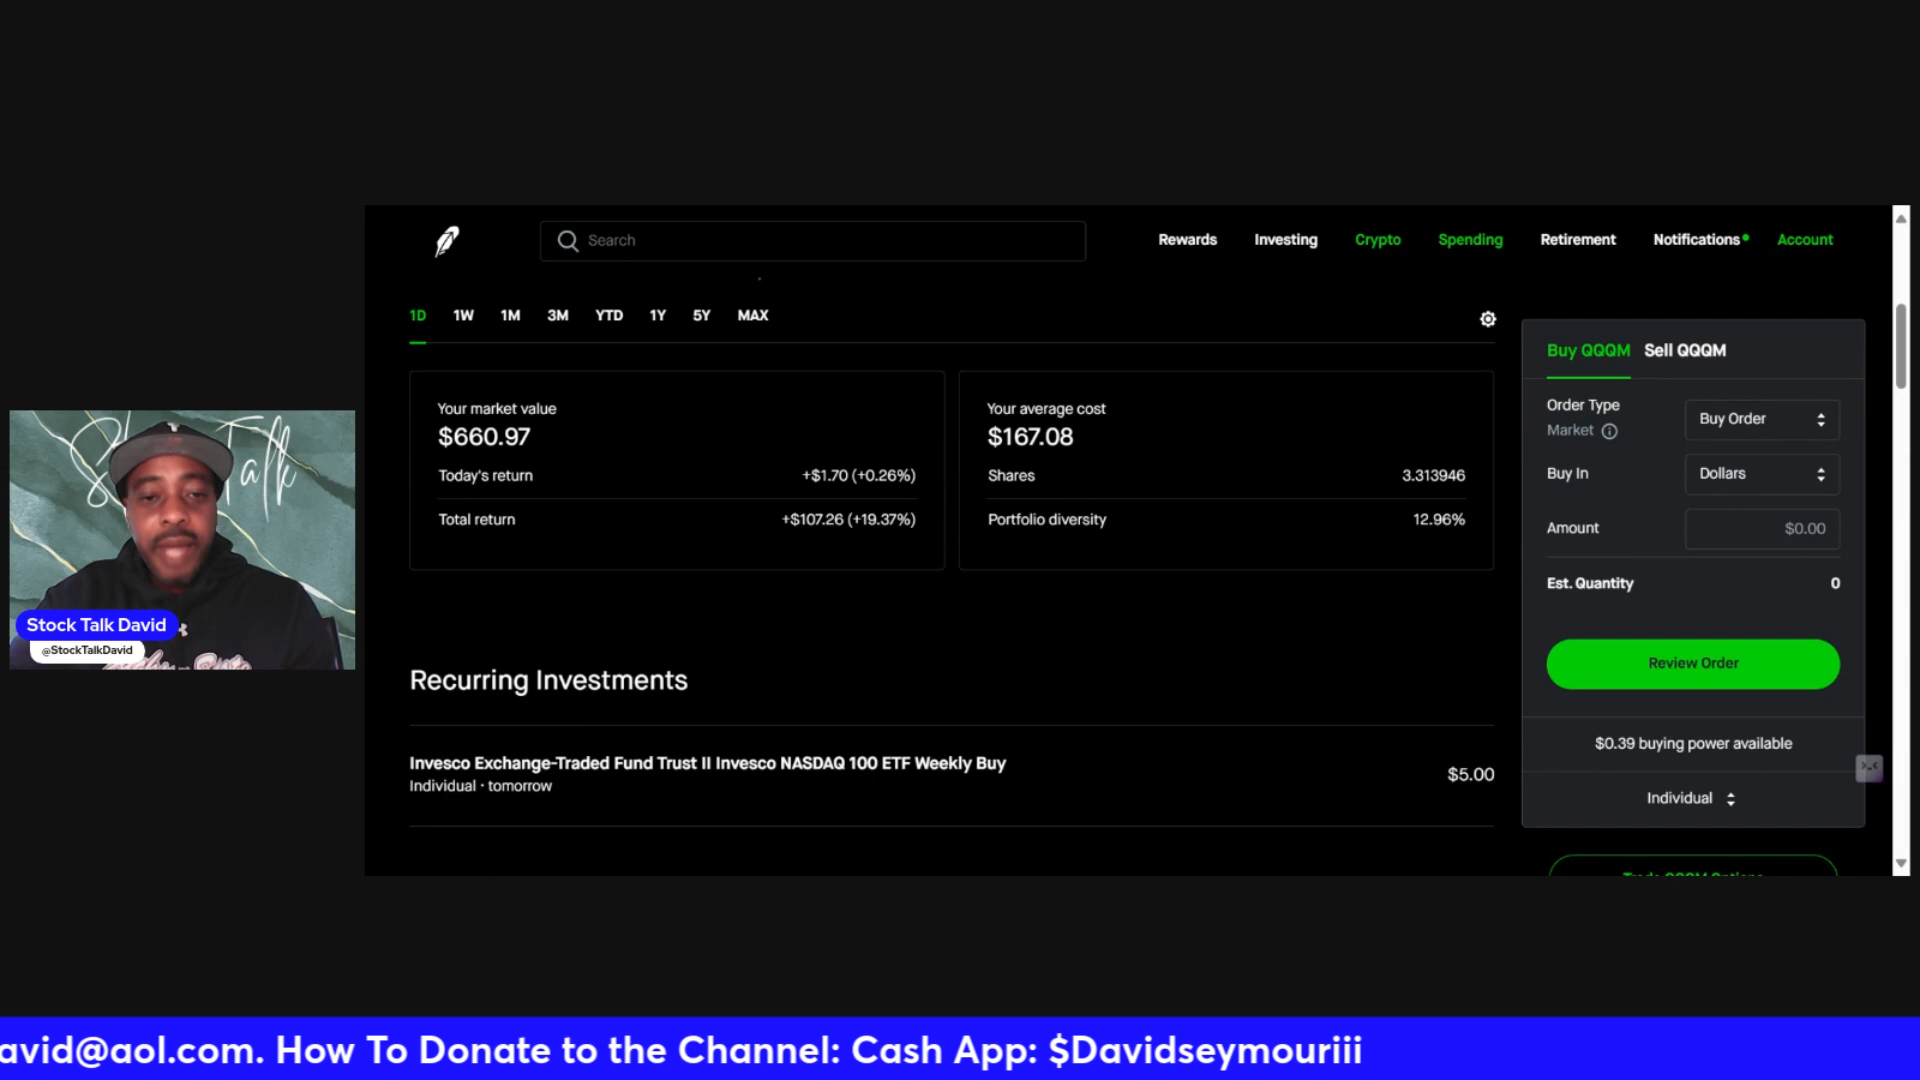 Search
Rewards Investing Crypto Spending Retirement Notifications Account
1D 1W 1M 3M YTD 1Y 5Y MAX
Your market value
$660.97
Today's return +$1.70 (+0.26%)
Total return +$107.26 (+19.37%)
Your average cost
$167.08
Shares 3.313946
Portfolio diversity 12.96%
Recurring Investments
Invesco Exchange-Traded Fund Trust II Invesco NASDAQ 100 ETF Weekly Buy
Individual · tomorrow
$5.00
Buy QQQM Sell QQQM
Order Type
Market
Buy Order
Buy In Dollars
Amount $0.00
Est. Quantity 0
Review Order
$0.39 buying power available
Individual
Trade QQQM Options
Talk
Stock Talk David
@StockTalkDavid
avid@aol.com. How To Donate to the Channel: Cash App: $Davidseymouriii